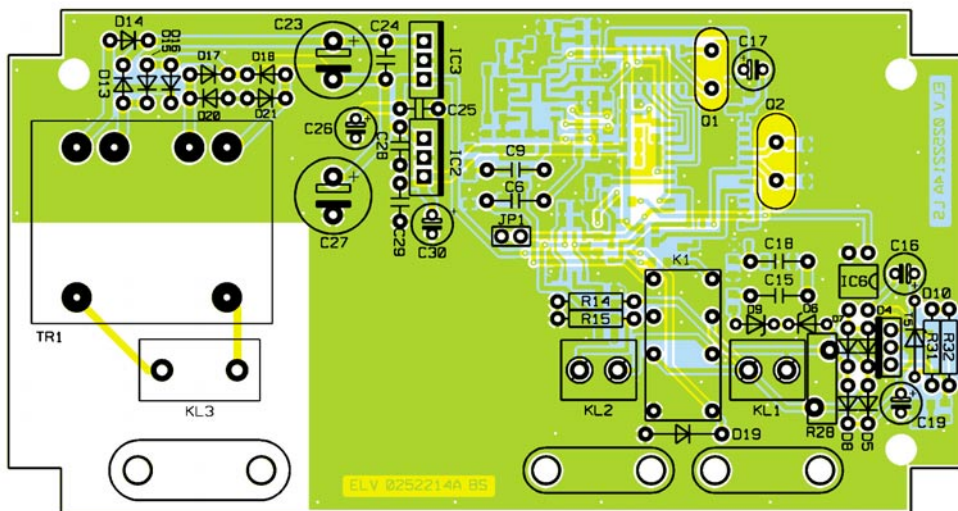 D14
D15
D16
D13
D17
D18
D20
D21
C23
C24
IC3
C25
C26
C28
IC2
C27
C29
C30
C9
C6
JP1
Q1
C17
Q2
ELV 0252214A LS
K1
C18
C15
IC6
C16
D10
R14
R15
D9
D6
D7
D4
R31
R32
TR1
KL3
KL2
KL1
R28
D8
D5
C19
D19
ELV 0252214A BS